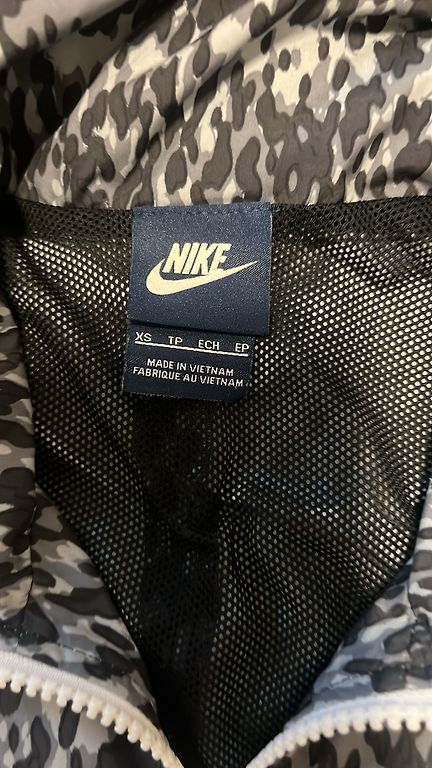 NIKE
XS TP ECH EP
MADE IN VIETNAM
FABRIQUE AU VIETNAM